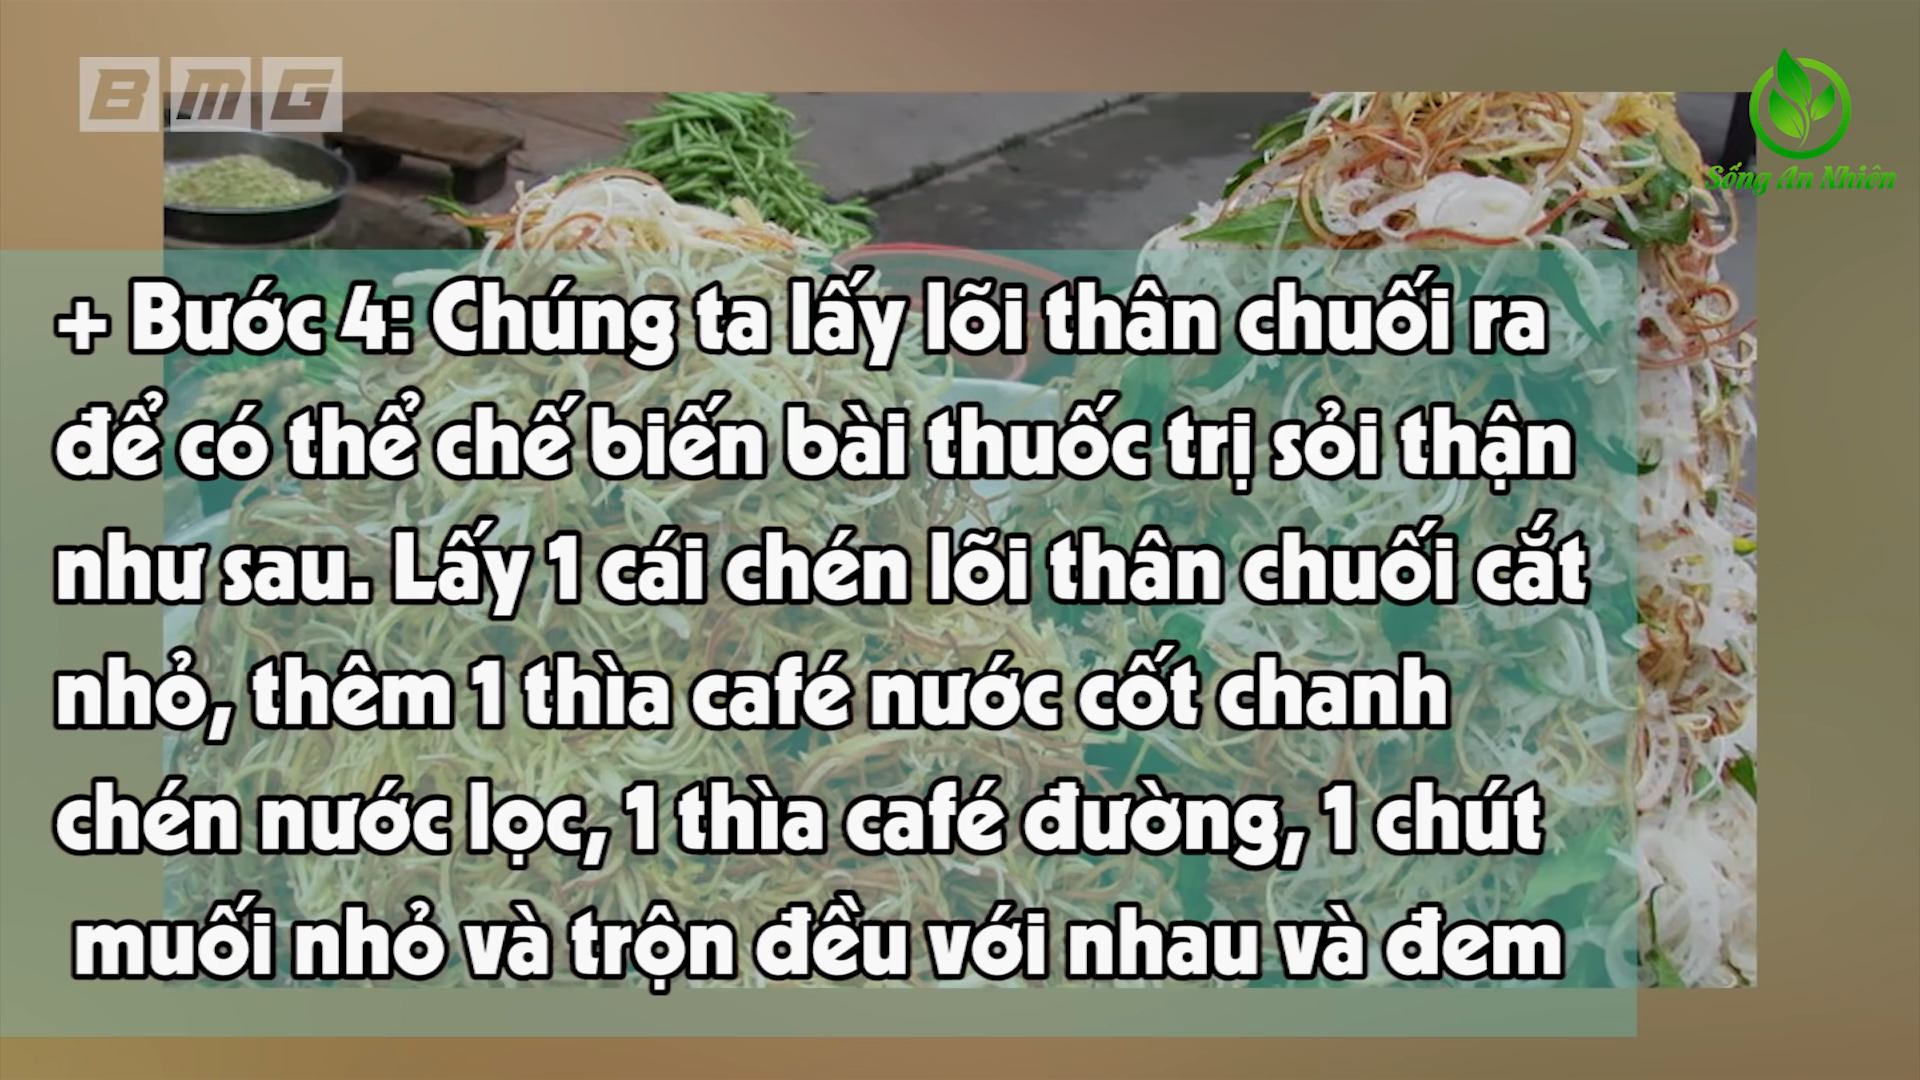 BMG
Sống An Nhiên
+ Bước 4: Chúng ta lấy lõi thân chuối ra
để có thể chế biến bài thuốc trị sỏi thận
như sau. Lấy 1 cái chén lõi thân chuối cắt
nhỏ, thêm 1 thìa café nước cốt chanh
chén nước lọc, 1 thìa café đường, 1 chút
muối nhỏ và trộn đều với nhau và đem